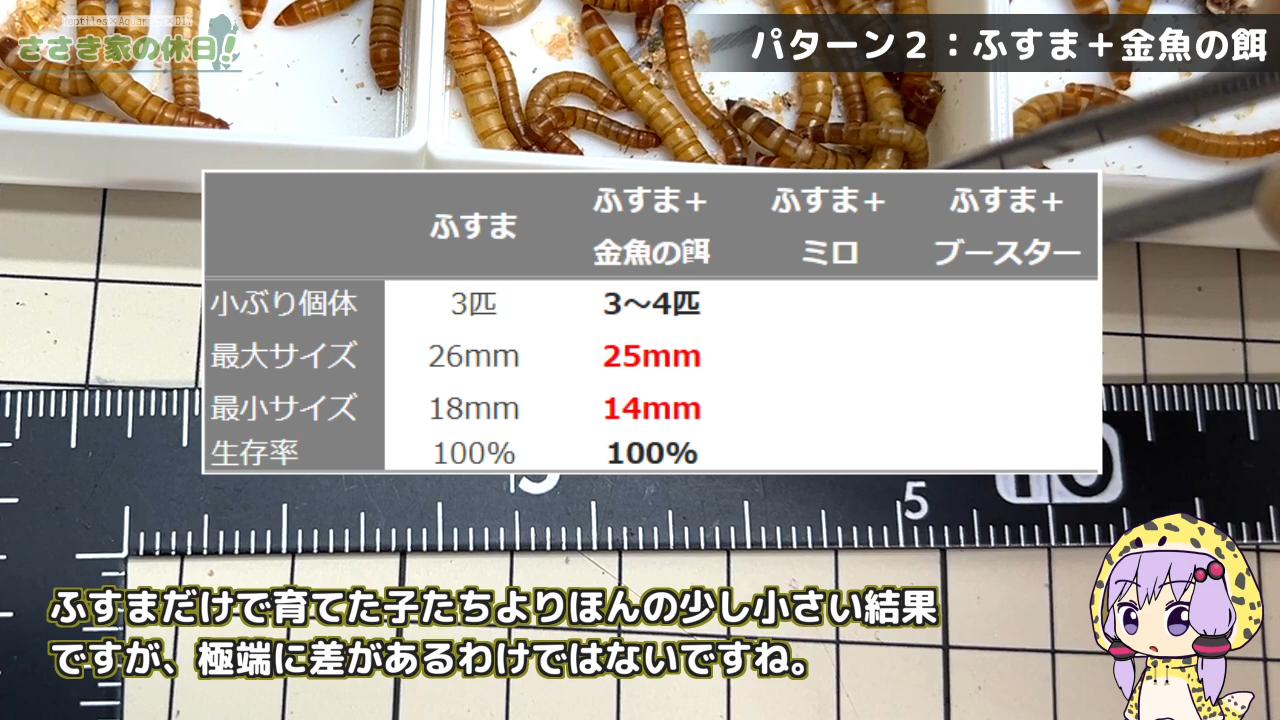 Reptiles×Aquarium×DIY
ささき家の休日!
パターン2：ふすま＋金魚の餌
ふすま
ふすま＋
金魚の餌
ふすま＋
ミロ
ふすま＋
ブースター
小ぶり個体 3匹 3～4匹
最大サイズ 26mm 25mm
最小サイズ 18mm 14mm
生存率 100% 100%
5
5
10
ふすまだけで育てた子たちよりほんの少し小さい結果
ですが、極端に差があるわけではないですね。